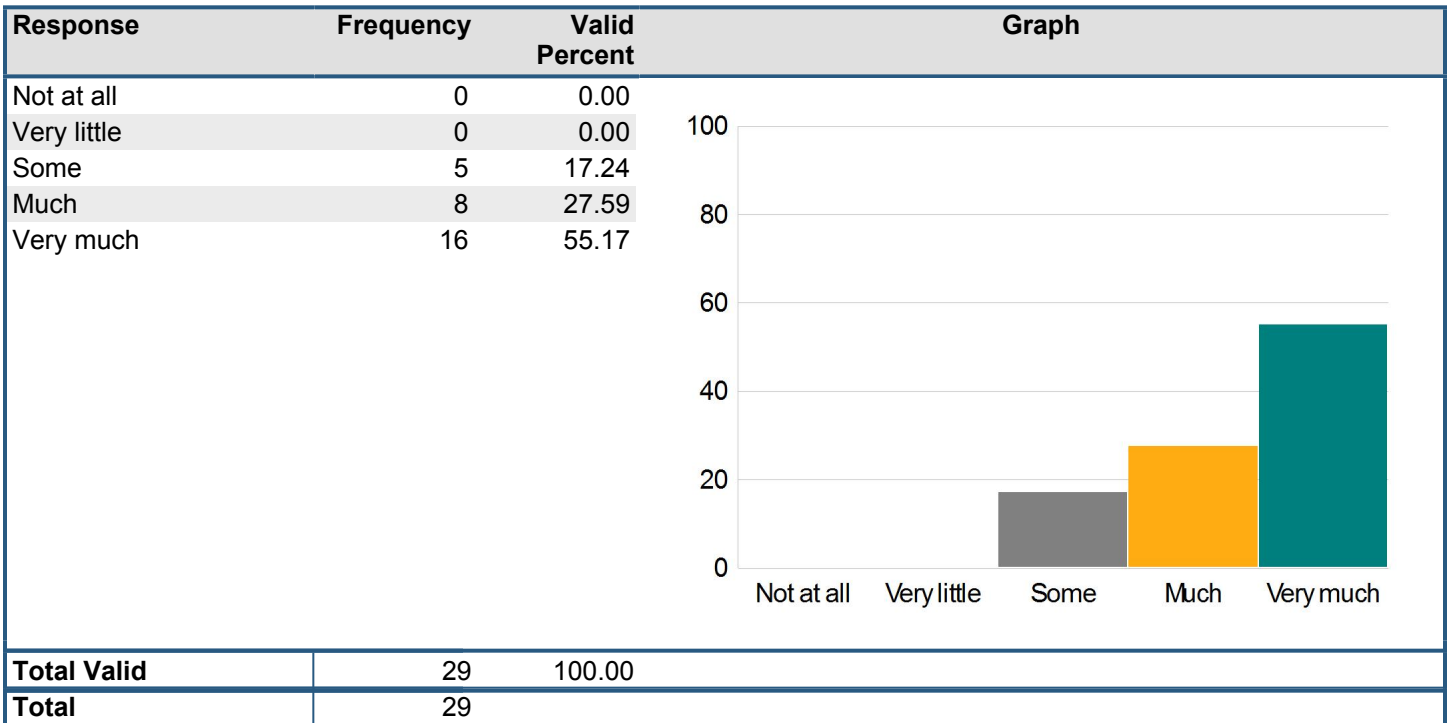 Response Frequency Valid Percent Graph
Not at all 0 0.00
Very little 0 0.00
Some 5 17.24
Much 8 27.59
Very much 16 55.17
100
80
60
40
20
0
Not at all Very little Some Much Very much
Total Valid 29 100.00
Total 29